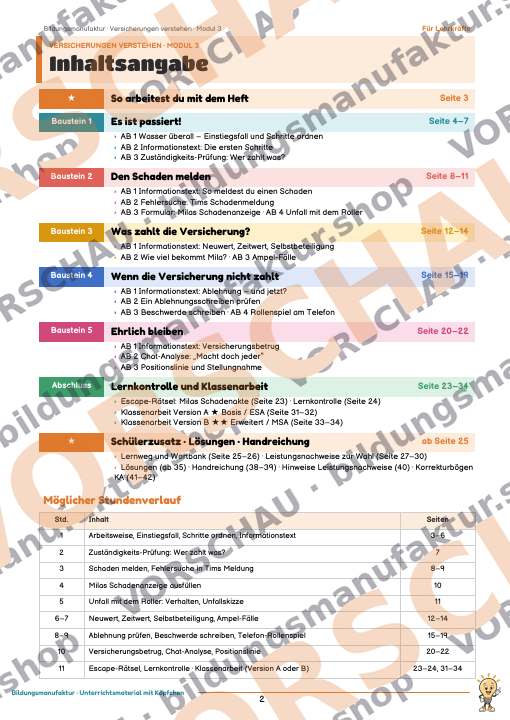 Bildungsmanufaktur · Versicherungen verstehen · Modul 3
Für Lehrkräfte
VERSICHERUNGEN VERSTEHEN · MODUL 3
Inhaltsangabe
★ So arbeitest du mit dem Heft Seite 3
Baustein 1 Es ist passiert! Seite 4–7
› AB 1 Wasser überall – Einstiegsfall und Schritte ordnen
› AB 2 Informationstext: Die ersten Schritte
› AB 3 Zuständigkeits-Prüfung: Wer zahlt was?
Baustein 2 Den Schaden melden Seite 8–11
› AB 1 Informationstext: So meldest du einen Schaden
› AB 2 Fehlersuche: Tims Schadenmeldung
› AB 3 Formular: Milos Schadenanzeige · AB 4 Unfall mit dem Roller
Baustein 3 Was zahlt die Versicherung? Seite 12–14
› AB 1 Informationstext: Neuwert, Zeitwert, Selbstbeteiligung
› AB 2 Wie viel bekommt Mila? · AB 3 Ampel-Fälle
Baustein 4 Wenn die Versicherung nicht zahlt Seite 15–19
› AB 1 Informationstext: Ablehnung – und jetzt?
› AB 2 Ein Ablehnungsschreiben prüfen
› AB 3 Beschwerde schreiben · AB 4 Rollenspiel am Telefon
Baustein 5 Ehrlich bleiben Seite 20–22
› AB 1 Informationstext: Versicherungsbetrug
› AB 2 Chat-Analyse: „Macht doch jeder“
› AB 3 Positionslinie und Stellungnahme
Abschluss Lernkontrolle und Klassenarbeit Seite 23–34
› Escape-Rätsel: Milos Schadenakte (Seite 23) · Lernkontrolle (Seite 24)
› Klassenarbeit Version A ★ Basis / ESA (Seite 31–32)
› Klassenarbeit Version B ★★ Erweitert / MSA (Seite 33–34)
★ Schülerzusatz · Lösungen · Handreichung ab Seite 25
› Lernweg und Wortbank (Seite 25–26) · Leistungsnachweise zur Wahl (Seite 27–30)
› Lösungen (ab 35) · Handreichung (38–39) · Hinweise Leistungsnachweise (40) · Korrekturbögen
KA (41–42)
Möglicher Stundenverlauf
Std. Inhalt Seiten
1 Arbeitsweise, Einstiegsfall, Schritte ordnen, Informationstext 3–6
2 Zuständigkeits-Prüfung: Wer zahlt was? 7
3 Schaden melden, Fehlersuche in Tims Meldung 8–9
4 Milos Schadenanzeige ausfüllen 10
5 Unfall mit dem Roller: Verhalten, Unfallskizze 11
6–7 Neuwert, Zeitwert, Selbstbeteiligung, Ampel-Fälle 12–14
8–9 Ablehnung prüfen, Beschwerde schreiben, Telefon-Rollenspiel 15–19
10 Versicherungsbetrug, Chat-Analyse, Positionslinie 20–22
11 Escape-Rätsel, Lernkontrolle · Klassenarbeit (Version A oder B) 23–24, 31–34
Bildungsmanufaktur · Unterrichtsmaterial mit Köpfchen
2
VORSCHAU · bildungsmanufaktur.shop
VORSCHAU